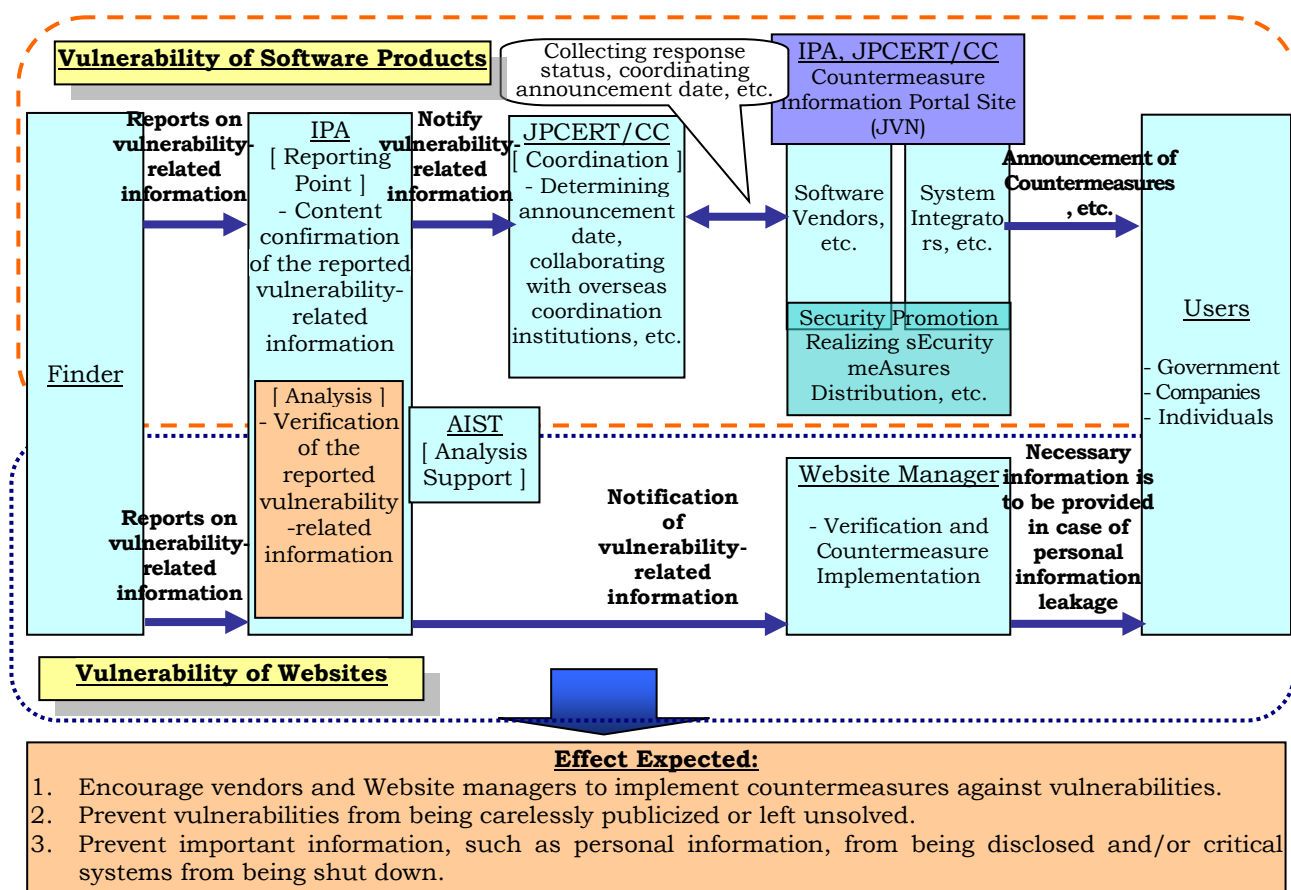 Vulnerability of Software Products
Collecting response
status, coordinating
announcement date, etc.
IPA, JPCERT/CC
Countermeasure
Information Portal Site
(JVN)
Finder
Reports on
vulnerability-
related
information
IPA
[ Reporting
Point ]
- Content
confirmation
of the reported
vulnerability-
related
information
Notify
vulnerability-
related
information
JPCERT/CC
[ Coordination ]
- Determining
announcement
date,
collaborating
with overseas
coordination
institutions, etc.
Software
Vendors,
etc.
System
Integrato
rs, etc.
Security Promotion
Realizing sEcurity
meAsures
Distribution, etc.
Announcement of
Countermeasures
, etc.
Users
- Government
- Companies
- Individuals
[ Analysis ]
- Verification
of the
reported
vulnerability
-related
information
AIST
[ Analysis
Support ]
Reports on
vulnerability-
related
information
Notification
of
vulnerability-
related
information
Website Manager
- Verification and
Countermeasure
Implementation
Necessary
information is
to be provided
in case of
personal
information
leakage
Vulnerability of Websites
Effect Expected:
1. Encourage vendors and Website managers to implement countermeasures against vulnerabilities.
2. Prevent vulnerabilities from being carelessly publicized or left unsolved.
3. Prevent important information, such as personal information, from being disclosed and/or critical
systems from being shut down.